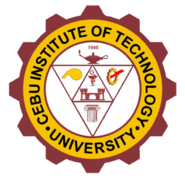 CEBU INSTITUTE OF TECHNOLOGY
UNIVERSITY
1946